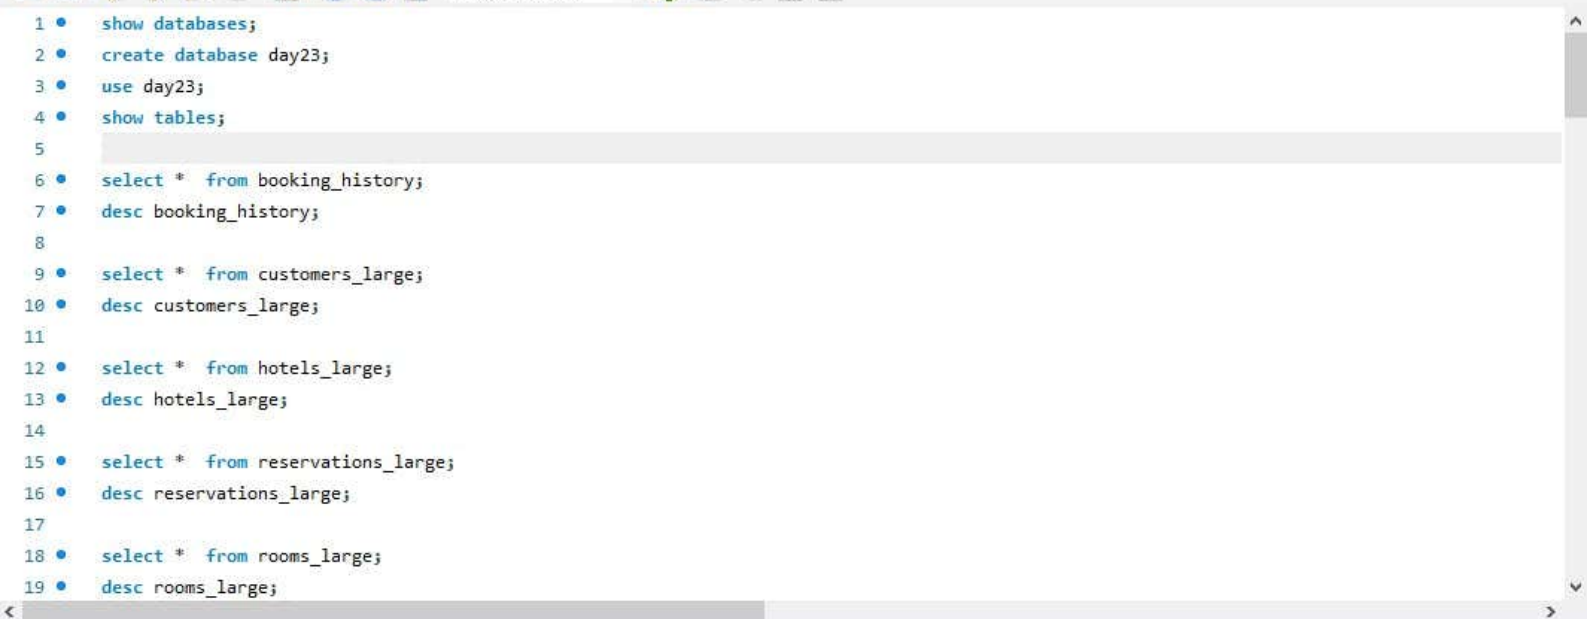 1 show databases;
2 create database day23;
3 use day23;
4 show tables;
5
6 select *  from booking_history;
7 desc booking_history;
8
9 select *  from customers_large;
10 desc customers_large;
11
12 select *  from hotels_large;
13 desc hotels_large;
14
15 select *  from reservations_large;
16 desc reservations_large;
17
18 select *  from rooms_large;
19 desc rooms_large;